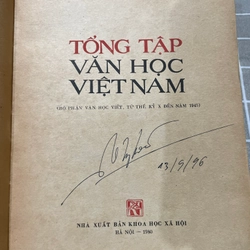 TỔNG TẬP
VĂN HỌC
VIỆT NAM
(BỘ PHẬN VĂN HỌC VIẾT, TỪ THẾ KỶ X ĐẾN NĂM 1945)
23/9/96
NHÀ XUẤT BẢN KHOA HỌC XÃ HỘI
HÀ NỘI — 1980